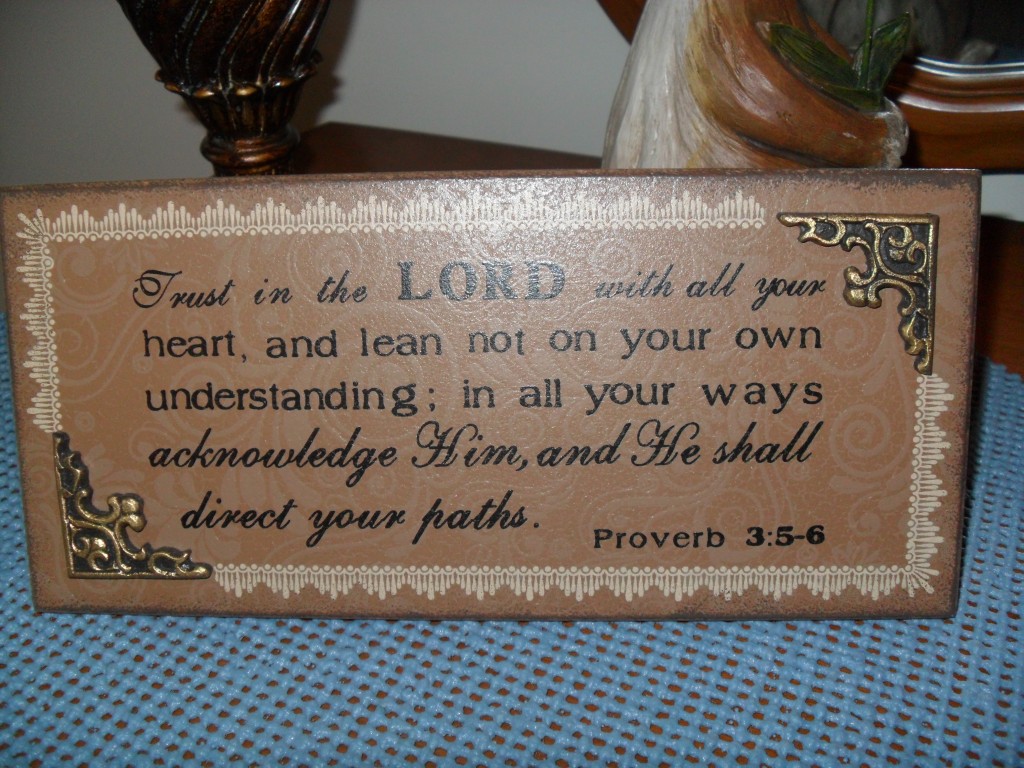 Trust in the LORD with all your
heart, and lean not on your own
understanding; in all your ways
acknowledge Him, and He shall
direct your paths.
Proverb 3:5-6